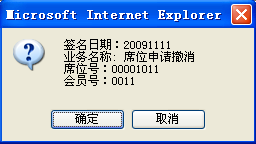 Microsoft Internet Explorer
签名日期：20091111
业务名称: 席位申请撤消
席位号：00001011
会员号：0011
确定 取消